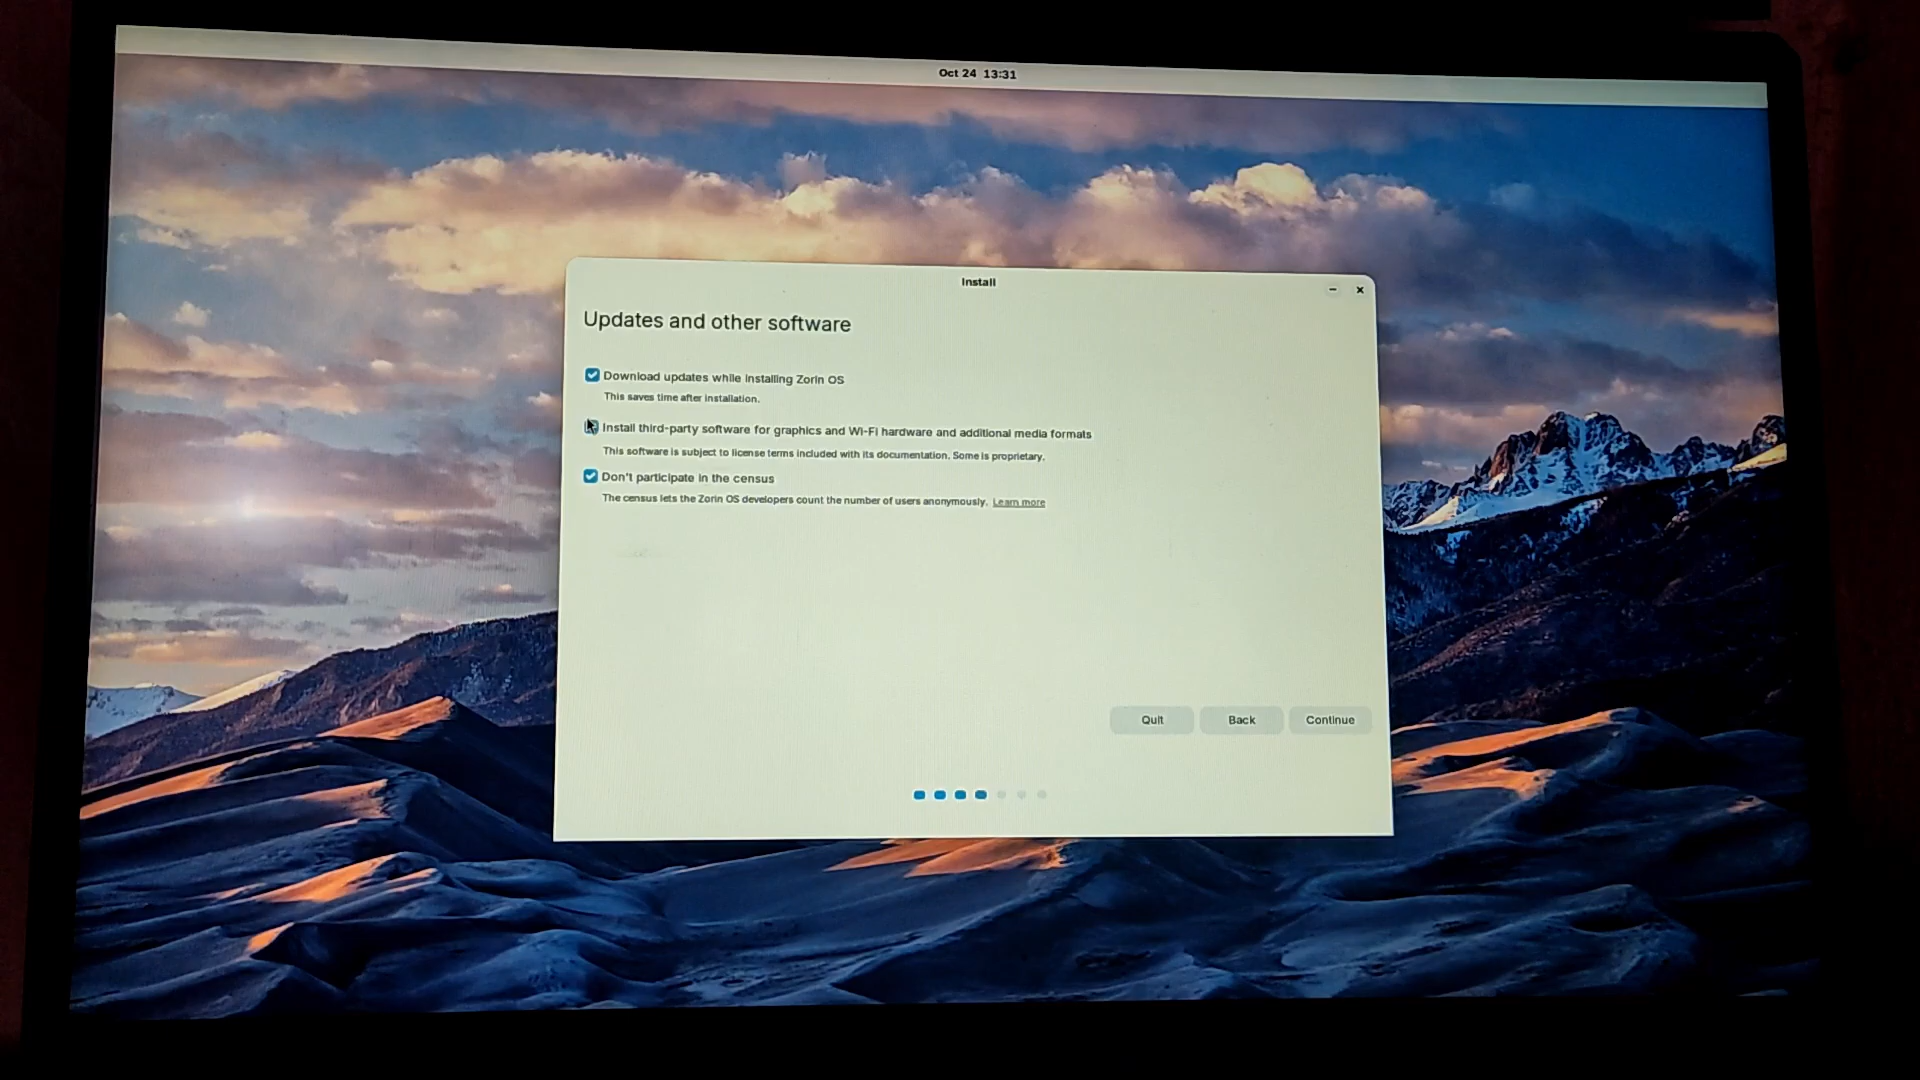 Oct 24 13:31
Install
Updates and other software
Download updates while installing Zorin OS
This saves time after installation.
Install third-party software for graphics and Wi-Fi hardware and additional media formats
This software is subject to license terms included with its documentation. Some is proprietary.
Don't participate in the census
The census lets the Zorin OS developers count the number of users anonymously. Learn more
Quit Back Continue